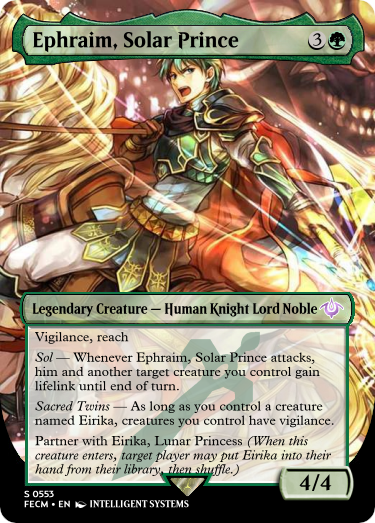 Ephraim, Solar Prince 3
Legendary Creature — Human Knight Lord Noble
Vigilance, reach
Sol — Whenever Ephraim, Solar Prince attacks,
him and another target creature you control gain
lifelink until end of turn.
Sacred Twins — As long as you control a creature
named Eirika, creatures you control have vigilance.
Partner with Eirika, Lunar Princess (When this
creature enters, target player may put Eirika into their
hand from their library, then shuffle.)
4/4
S 0553
FECM • EN INTELLIGENT SYSTEMS